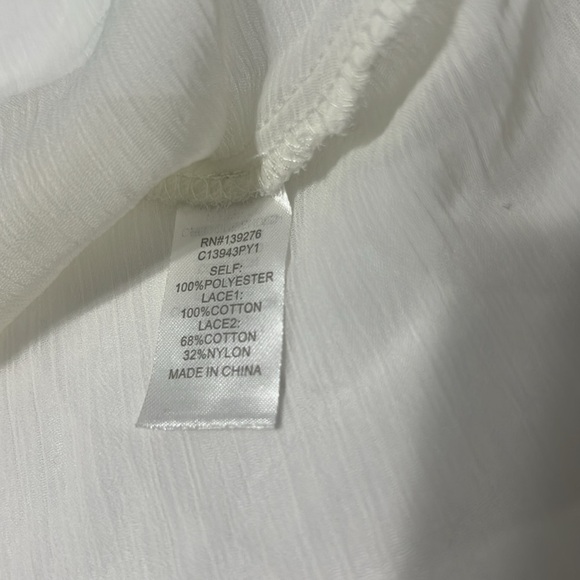 RN#139276
C13943PY1
SELF:
100%POLYESTER
LACE1:
100%COTTON
LACE2:
68%COTTON
32%NYLON
MADE IN CHINA